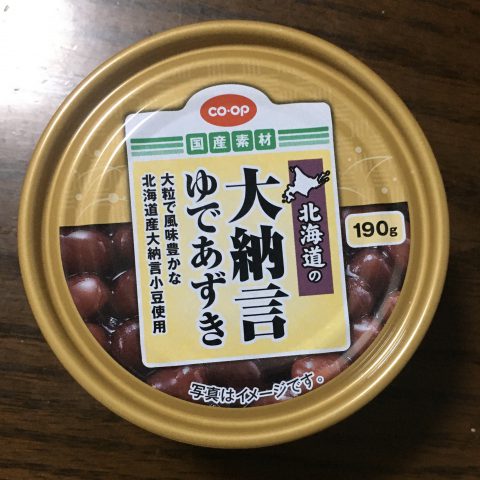 co-op
国産素材
北海道の
大納言
ゆであずき
大粒で風味豊かな
北海道産大納言小豆使用
190g
写真はイメージです。